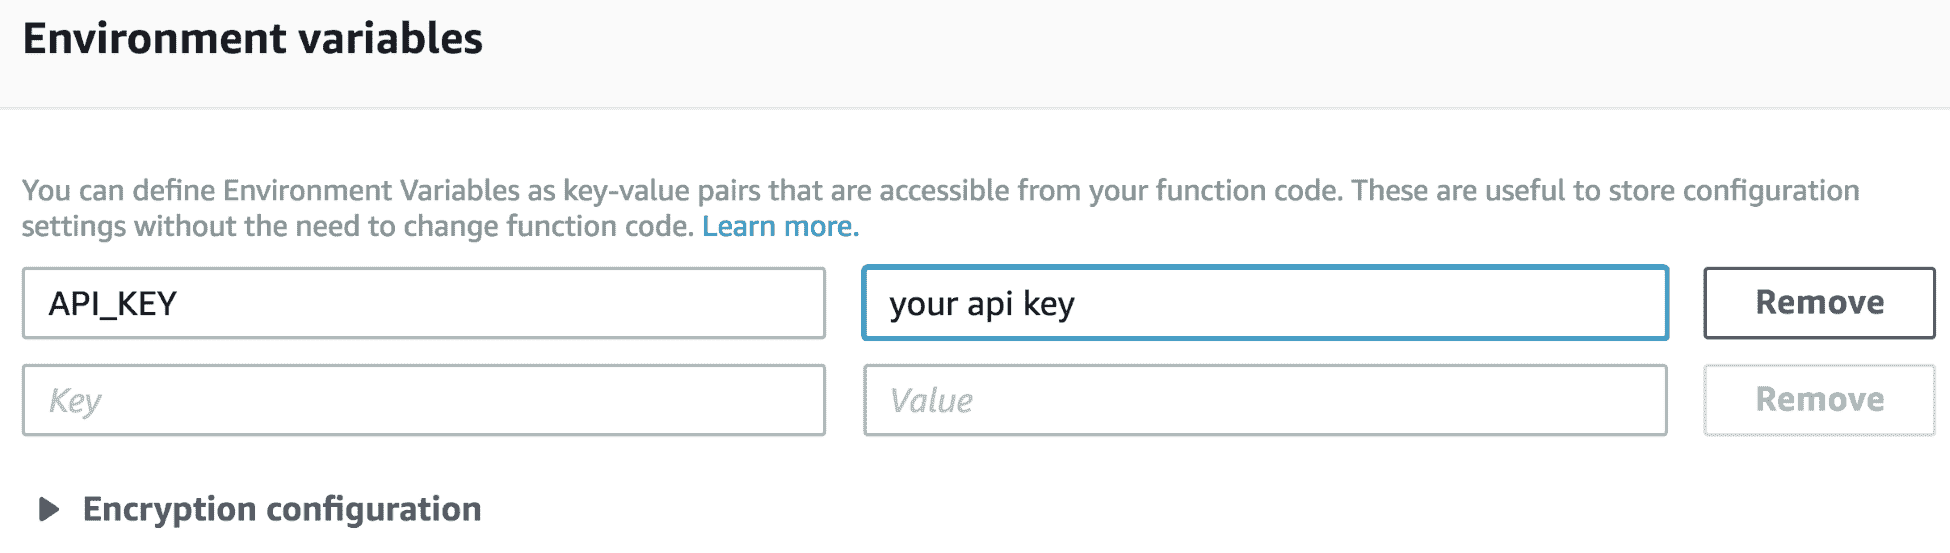 Environment variables
You can define Environment Variables as key-value pairs that are accessible from your function code. These are useful to store configuration
settings without the need to change function code. Learn more.
API_KEY your api key Remove
Key Value Remove
Encryption configuration